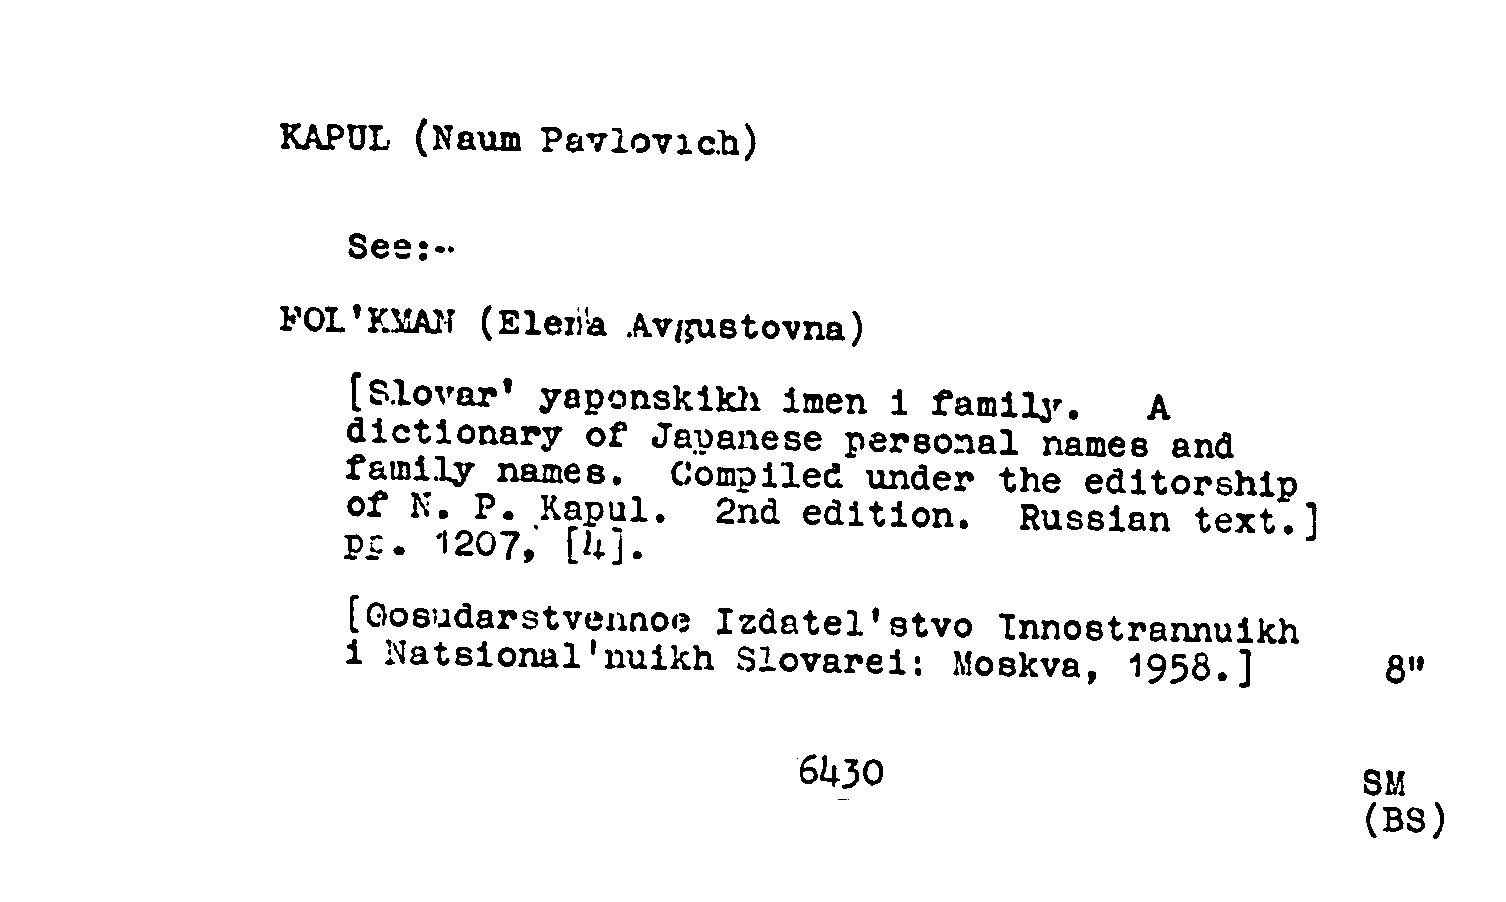 KAPUL (Naum Pavlovich)
See:-
FOL'KMAN (Elena Avgustovna)
[Slovar' yaponskikh imen i family. A
dictionary of Japanese personal names and
family names. Compiled under the editorship
of N. P. Kapul. 2nd edition. Russian text.]
pp. 1207, [4].
[Gosudarstvennoe Izdatel'stvo Innostrannuikh
i Natsional'nuikh Slovarei: Moskva, 1958.] 8"
6430
SM
(BS)